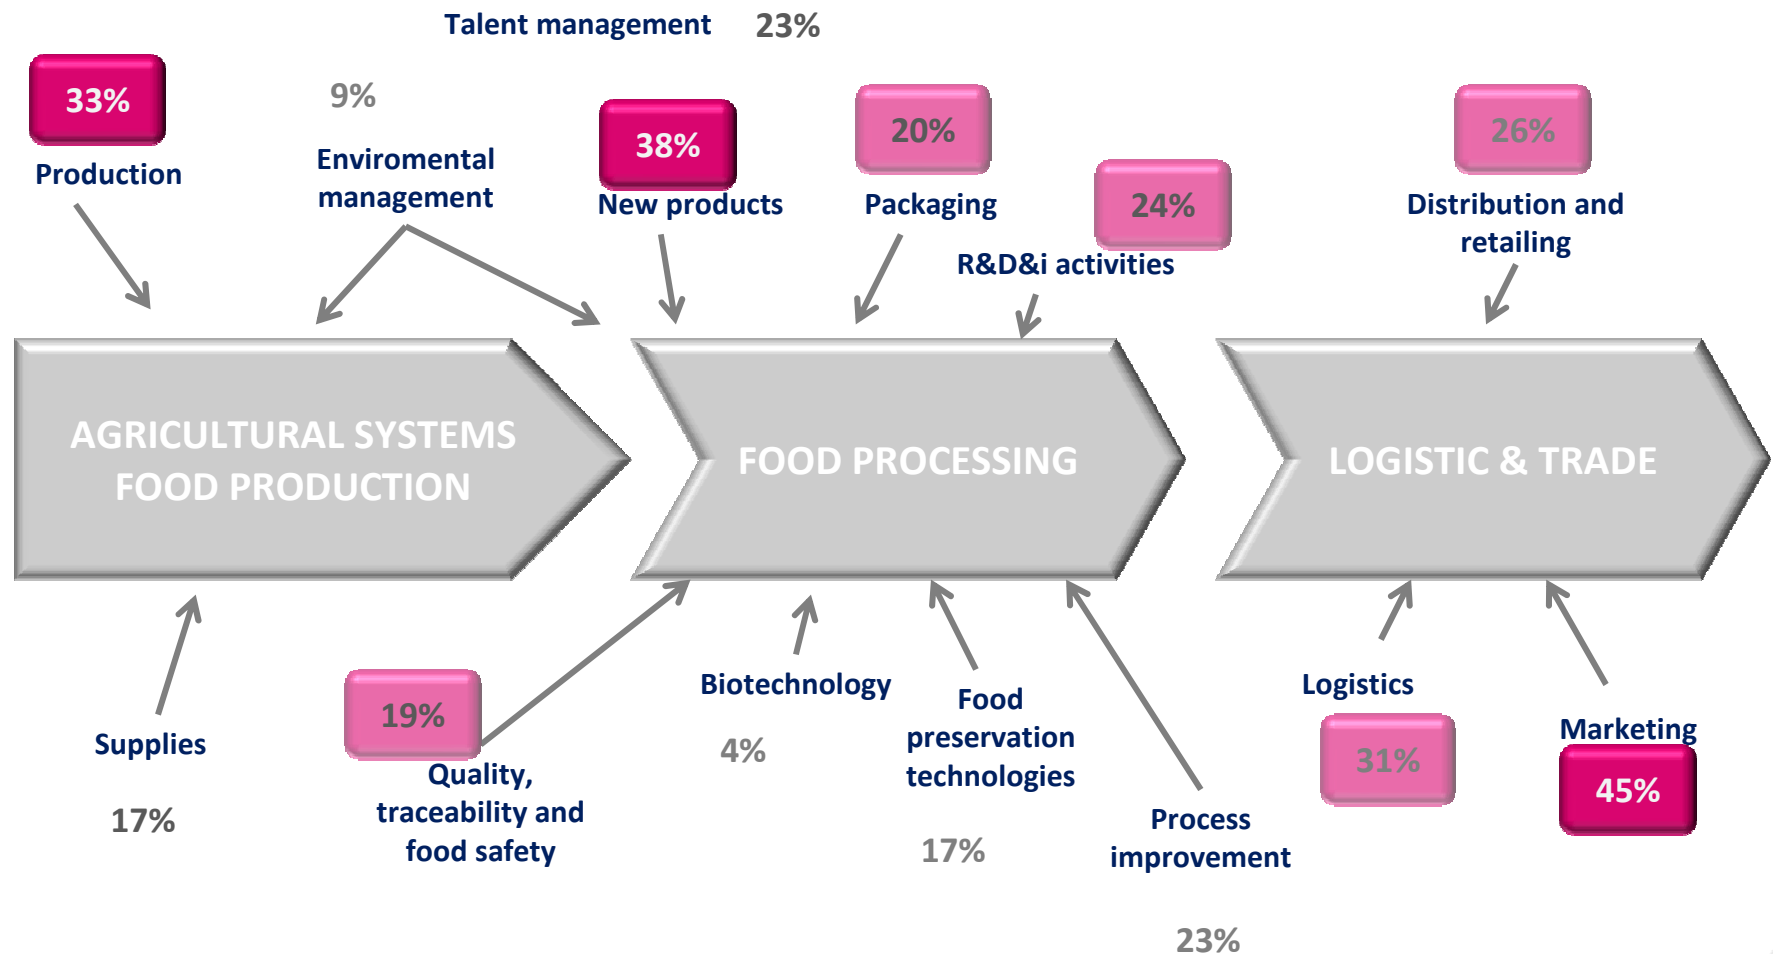 Talent management 23%
33%
Production
9%
Enviromental
management
38%
New products
20%
Packaging
24%
R&D&i activities
26%
Distribution and
retailing
AGRICULTURAL SYSTEMS
FOOD PRODUCTION
FOOD PROCESSING
LOGISTIC & TRADE
Supplies
17%
19%
Quality,
traceability and
food safety
Biotechnology
4%
Food
preservation
technologies
17%
Process
improvement
23%
Logistics
31%
Marketing
45%